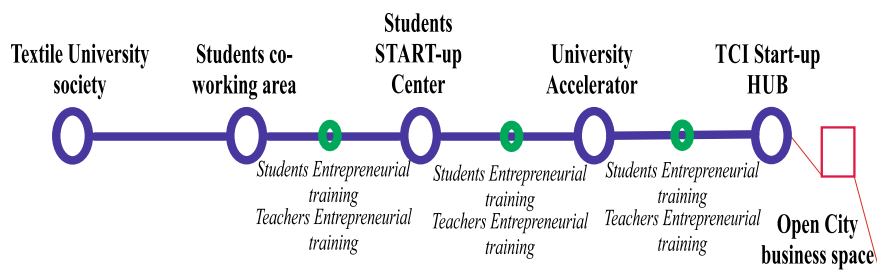 Textile University
society
Students co-
working area
Students
START-up
Center
University
Accelerator
TCI Start-up
HUB
Students Entrepreneurial
training
Teachers Entrepreneurial
training
Students Entrepreneurial
training
Teachers Entrepreneurial
training
Students Entrepreneurial
training
Teachers Entrepreneurial
training
Open City
business space